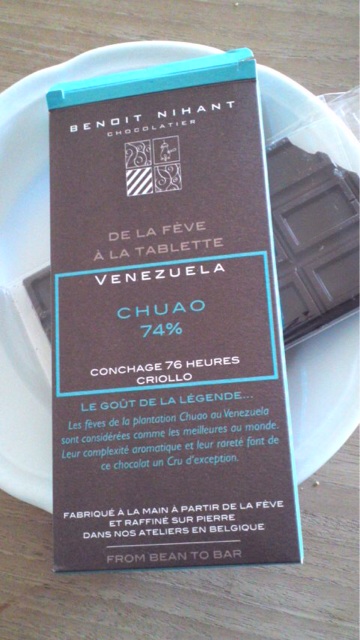 BENOIT NIHANT
CHOCOLATIER
DE LA FÈVE
À LA TABLETTE
VENEZUELA
CHUAO
74%
CONCHAGE 76 HEURES
CRIOLLO
LE GOÛT DE LA LÉGENDE...
Les fèves de la plantation Chuao au Venezuela
sont considérées comme les meilleures au monde.
Leur complexité aromatique et leur rareté font de
ce chocolat un Cru d'exception.
FABRIQUÉ À LA MAIN À PARTIR DE LA FÈVE
ET RAFFINÉ SUR PIERRE
DANS NOS ATELIERS EN BELGIQUE
FROM BEAN TO BAR